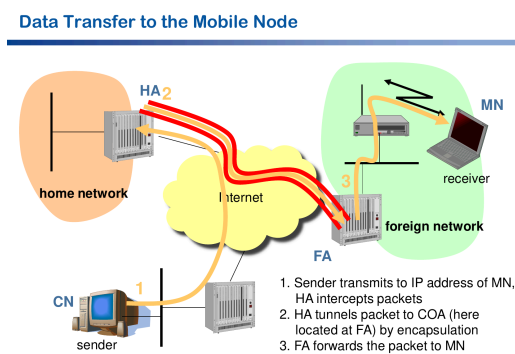 Data Transfer to the Mobile Node
HA
2
MN
receiver
home network
Internet
3
foreign network
FA
CN
1
sender
1. Sender transmits to IP address of MN,
HA intercepts packets
2. HA tunnels packet to COA (here
located at FA) by encapsulation
3. FA forwards the packet to MN